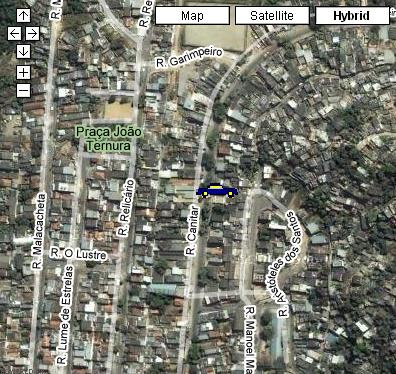 Map
Satellite
Hybrid
R. Re
R. M
R. Garimpeiro
Praça João
Ternura
R. Malacacheta
R. Relicário
R. Canitar
R. O Lustre
R. Lume de Estrelas
R. Aristóteles dos Santos
R. Manoel Ma